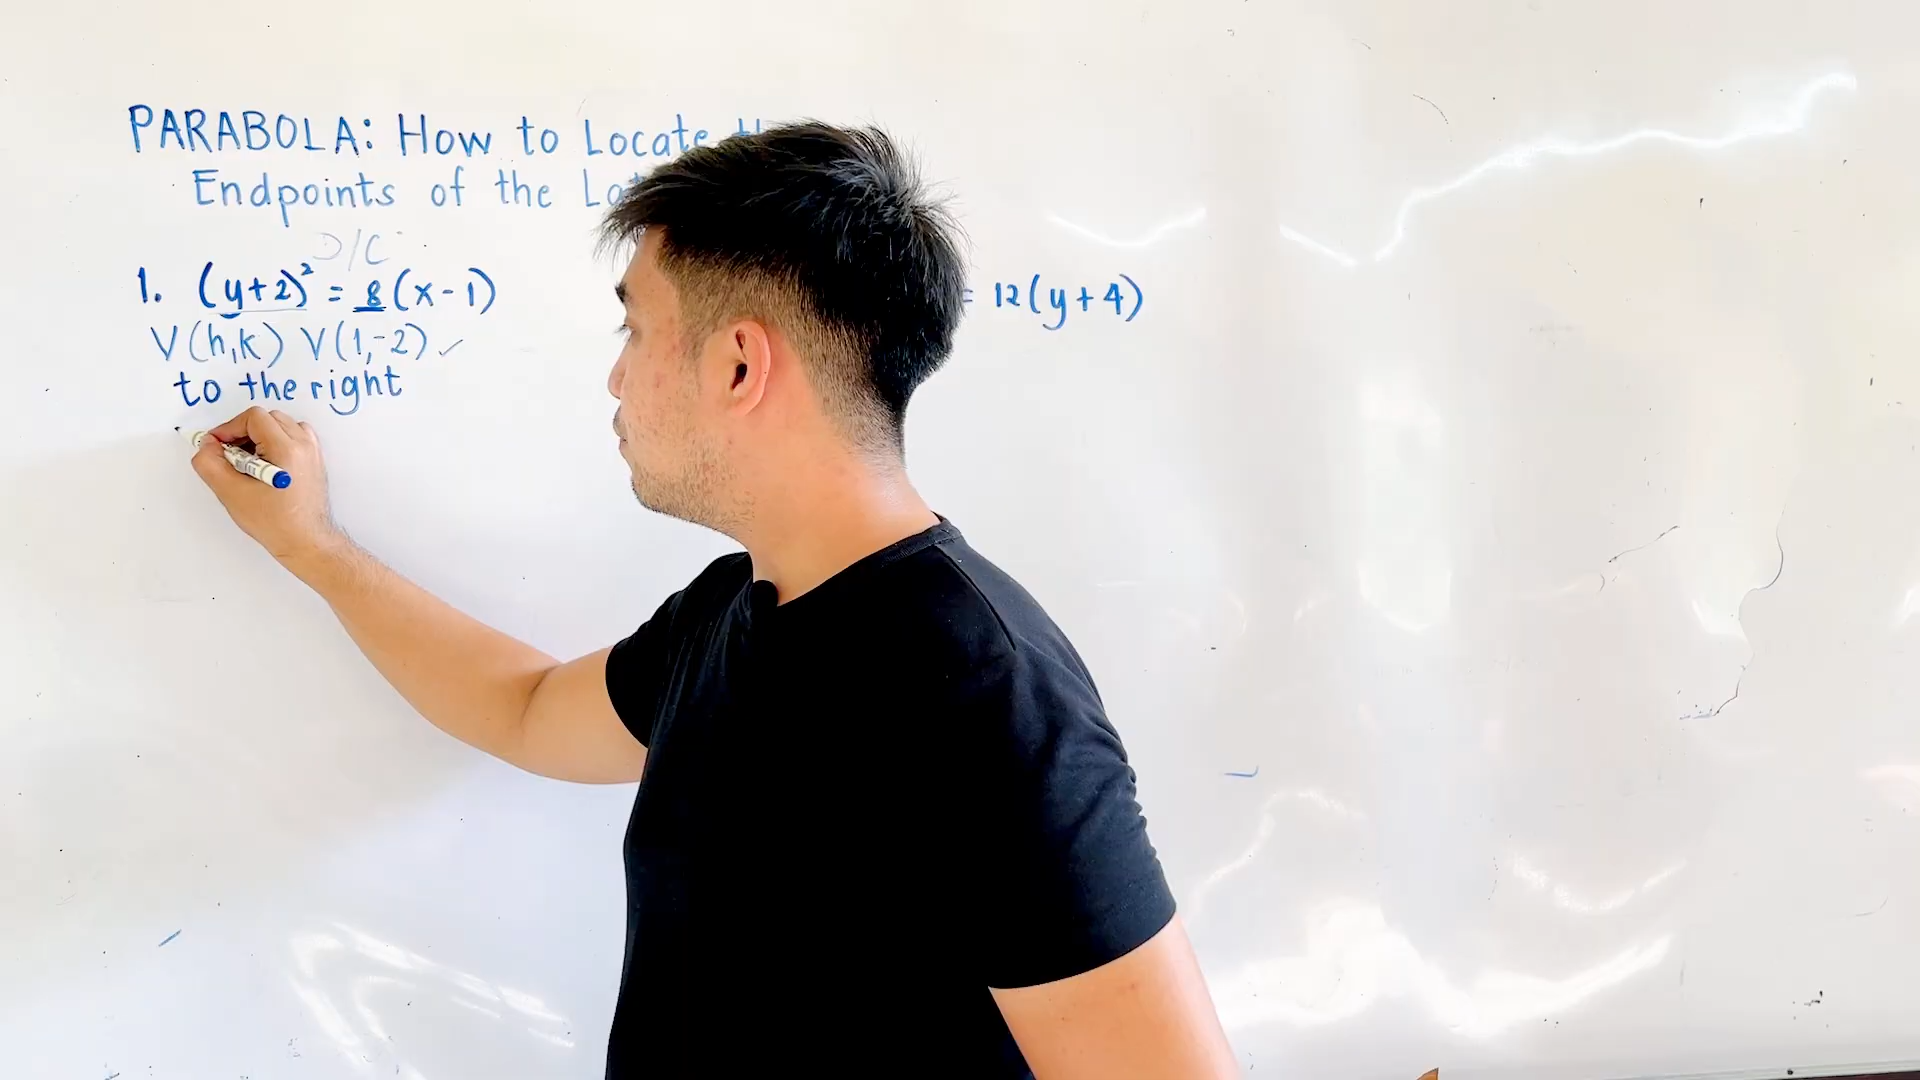 PARABOLA: How to Locate
Endpoints of the
D/C
1. (y+2)² = 8(x-1)
= 12(y+4)
V(h,k) V(1,-2) ✓
to the right